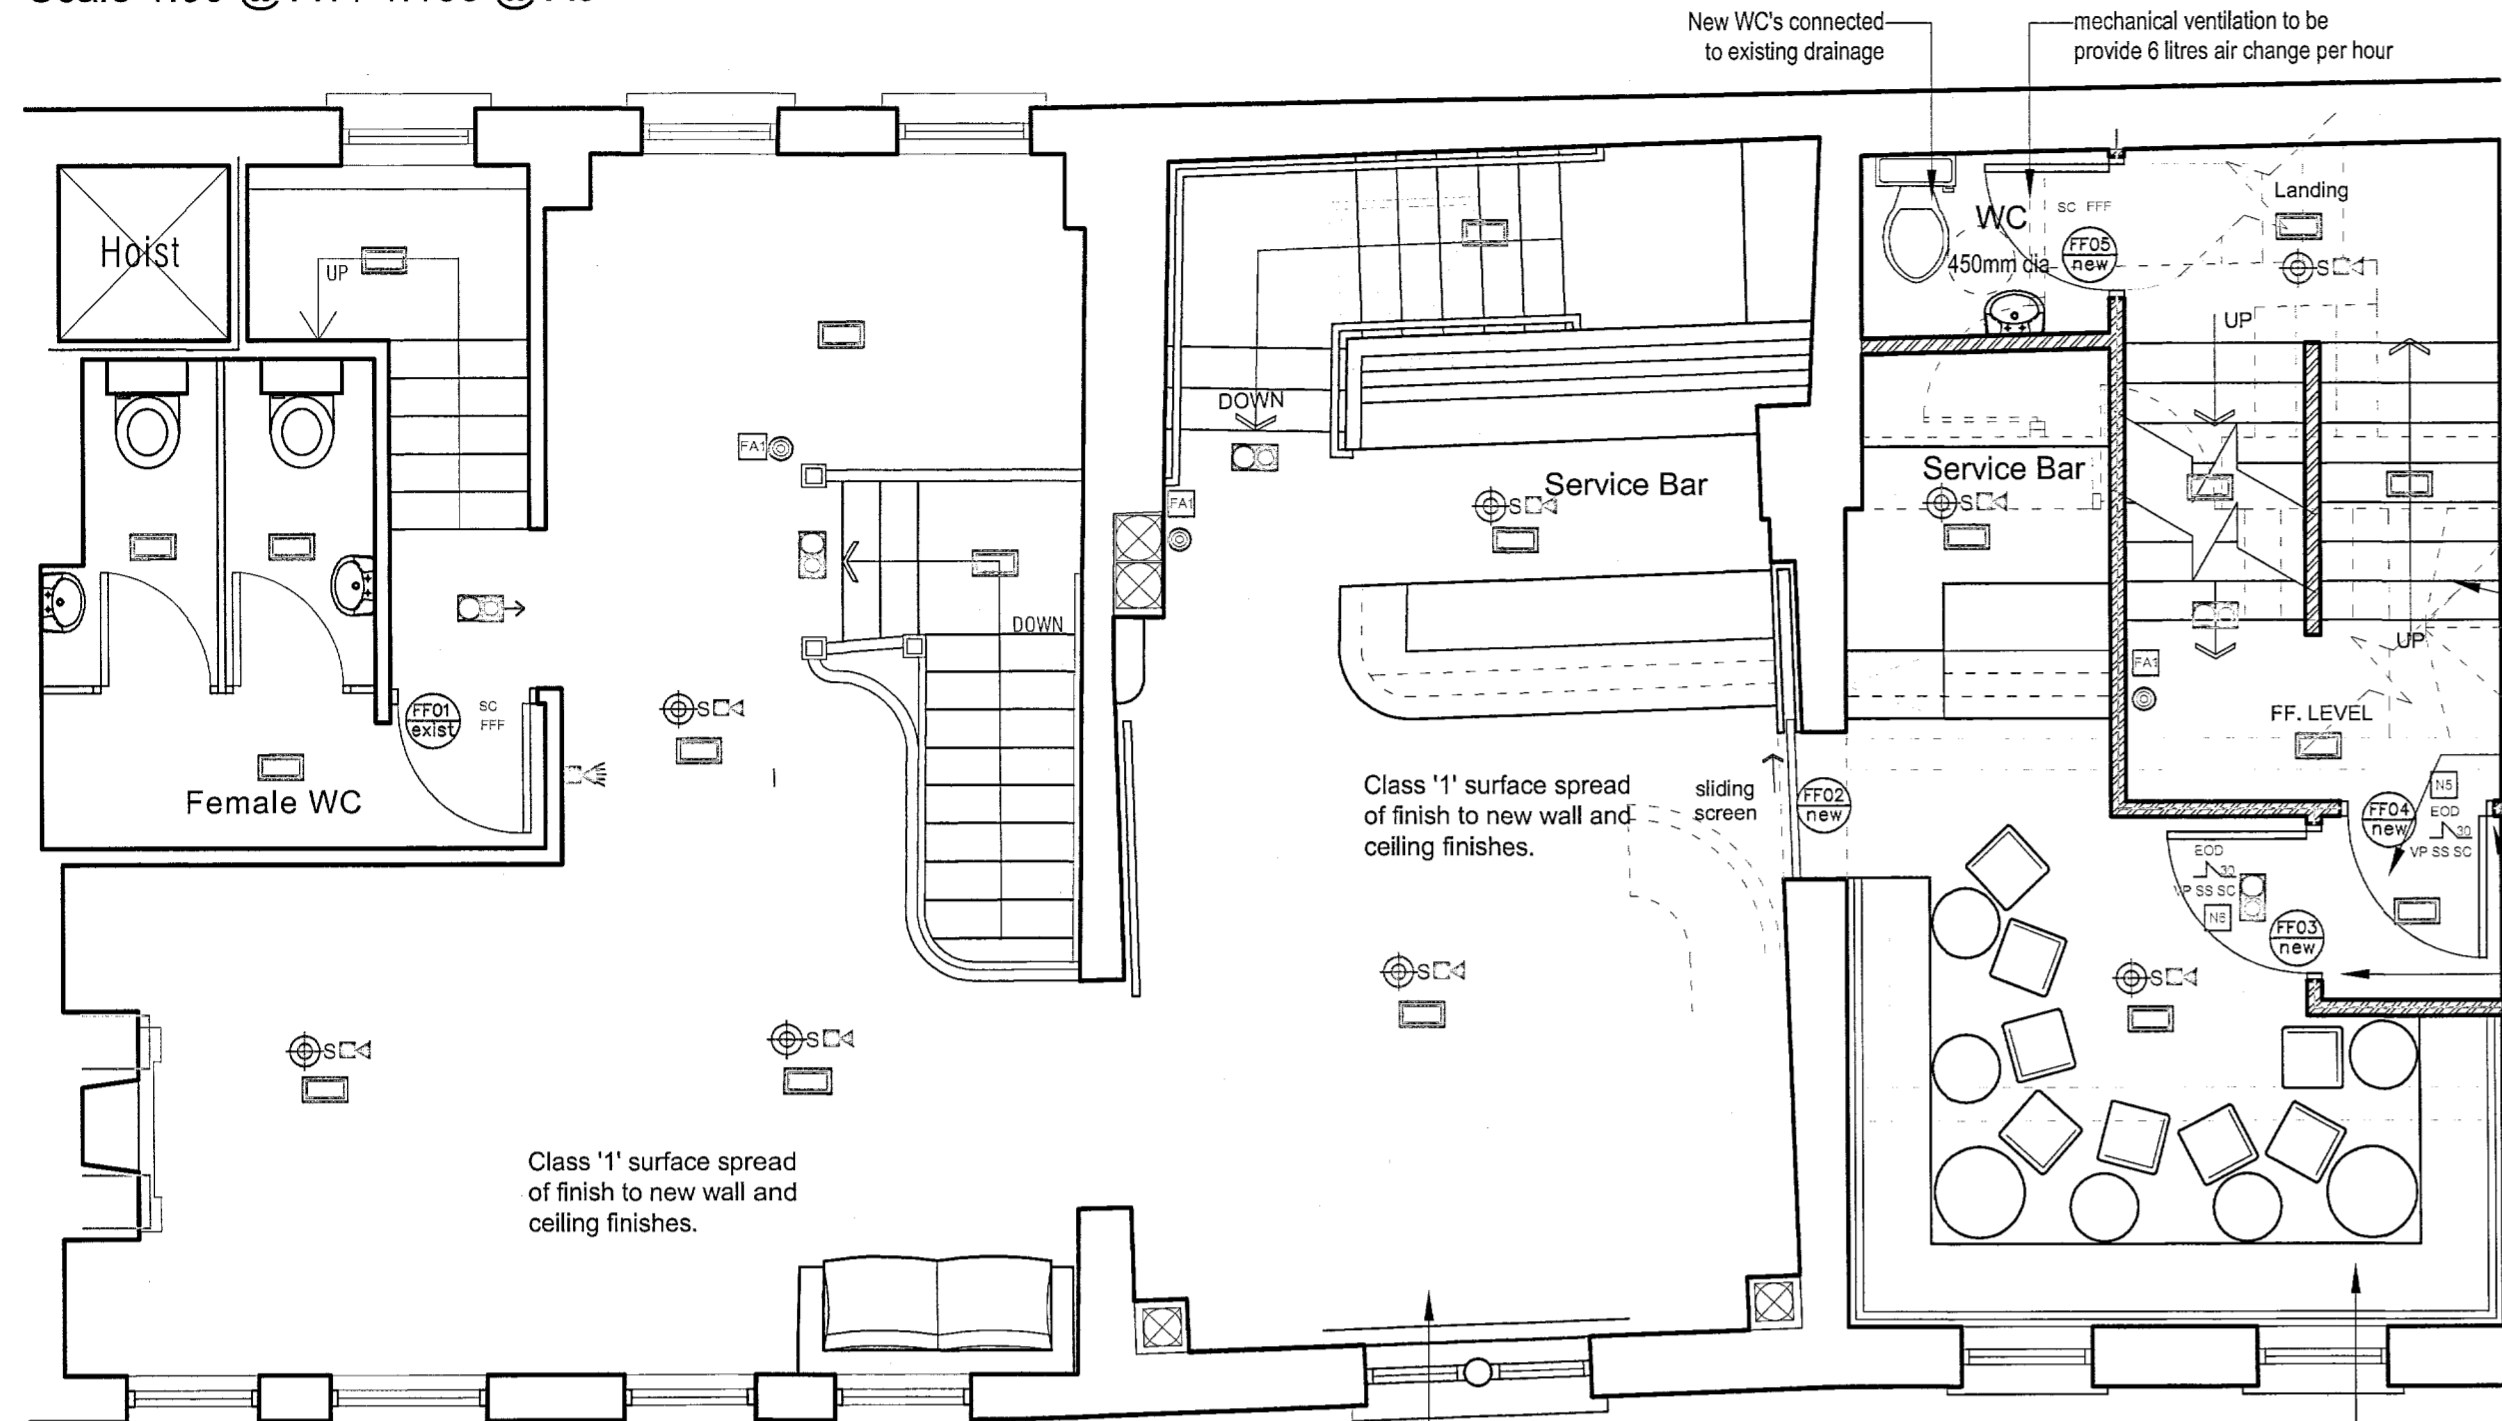 New WC's connected
to existing drainage
mechanical ventilation to be
provide 6 litres air change per hour
Hoist
UP
WC
SC FFF
FF05
new
450mm dia
Landing
S
UP
DOWN
FA1
FA1
Service Bar
S
Service Bar
S
DOWN
FA1
UP
FF. LEVEL
FF01
exist
SC
FFF
S
Female WC
Class '1' surface spread
of finish to new wall and
ceiling finishes.
sliding
screen
FF02
new
N5
FF04
new
EOD
30
VP SS SC
EOD
30
VP SS SC
N6
FF03
new
S
S
S
S
Class '1' surface spread
of finish to new wall and
ceiling finishes.